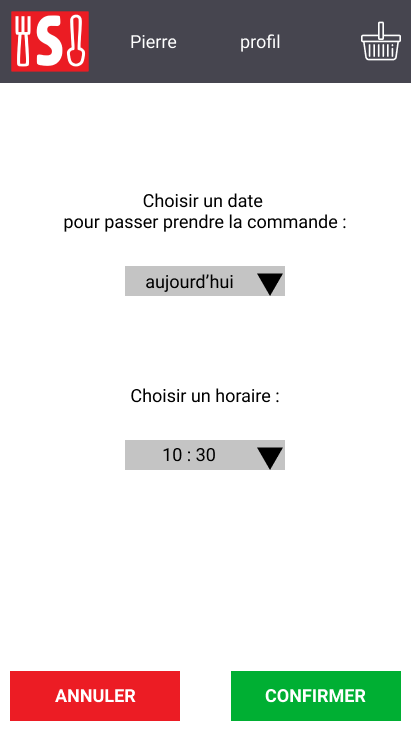 S
Pierre
profil
Choisir un date
pour passer prendre la commande :
aujourd’hui
Choisir un horaire :
10 : 30
ANNULER
CONFIRMER